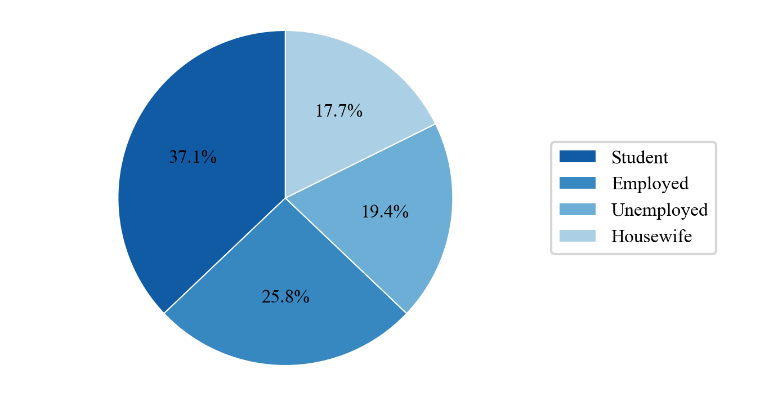 17.7%
37.1%
19.4%
25.8%
Student
Employed
Unemployed
Housewife